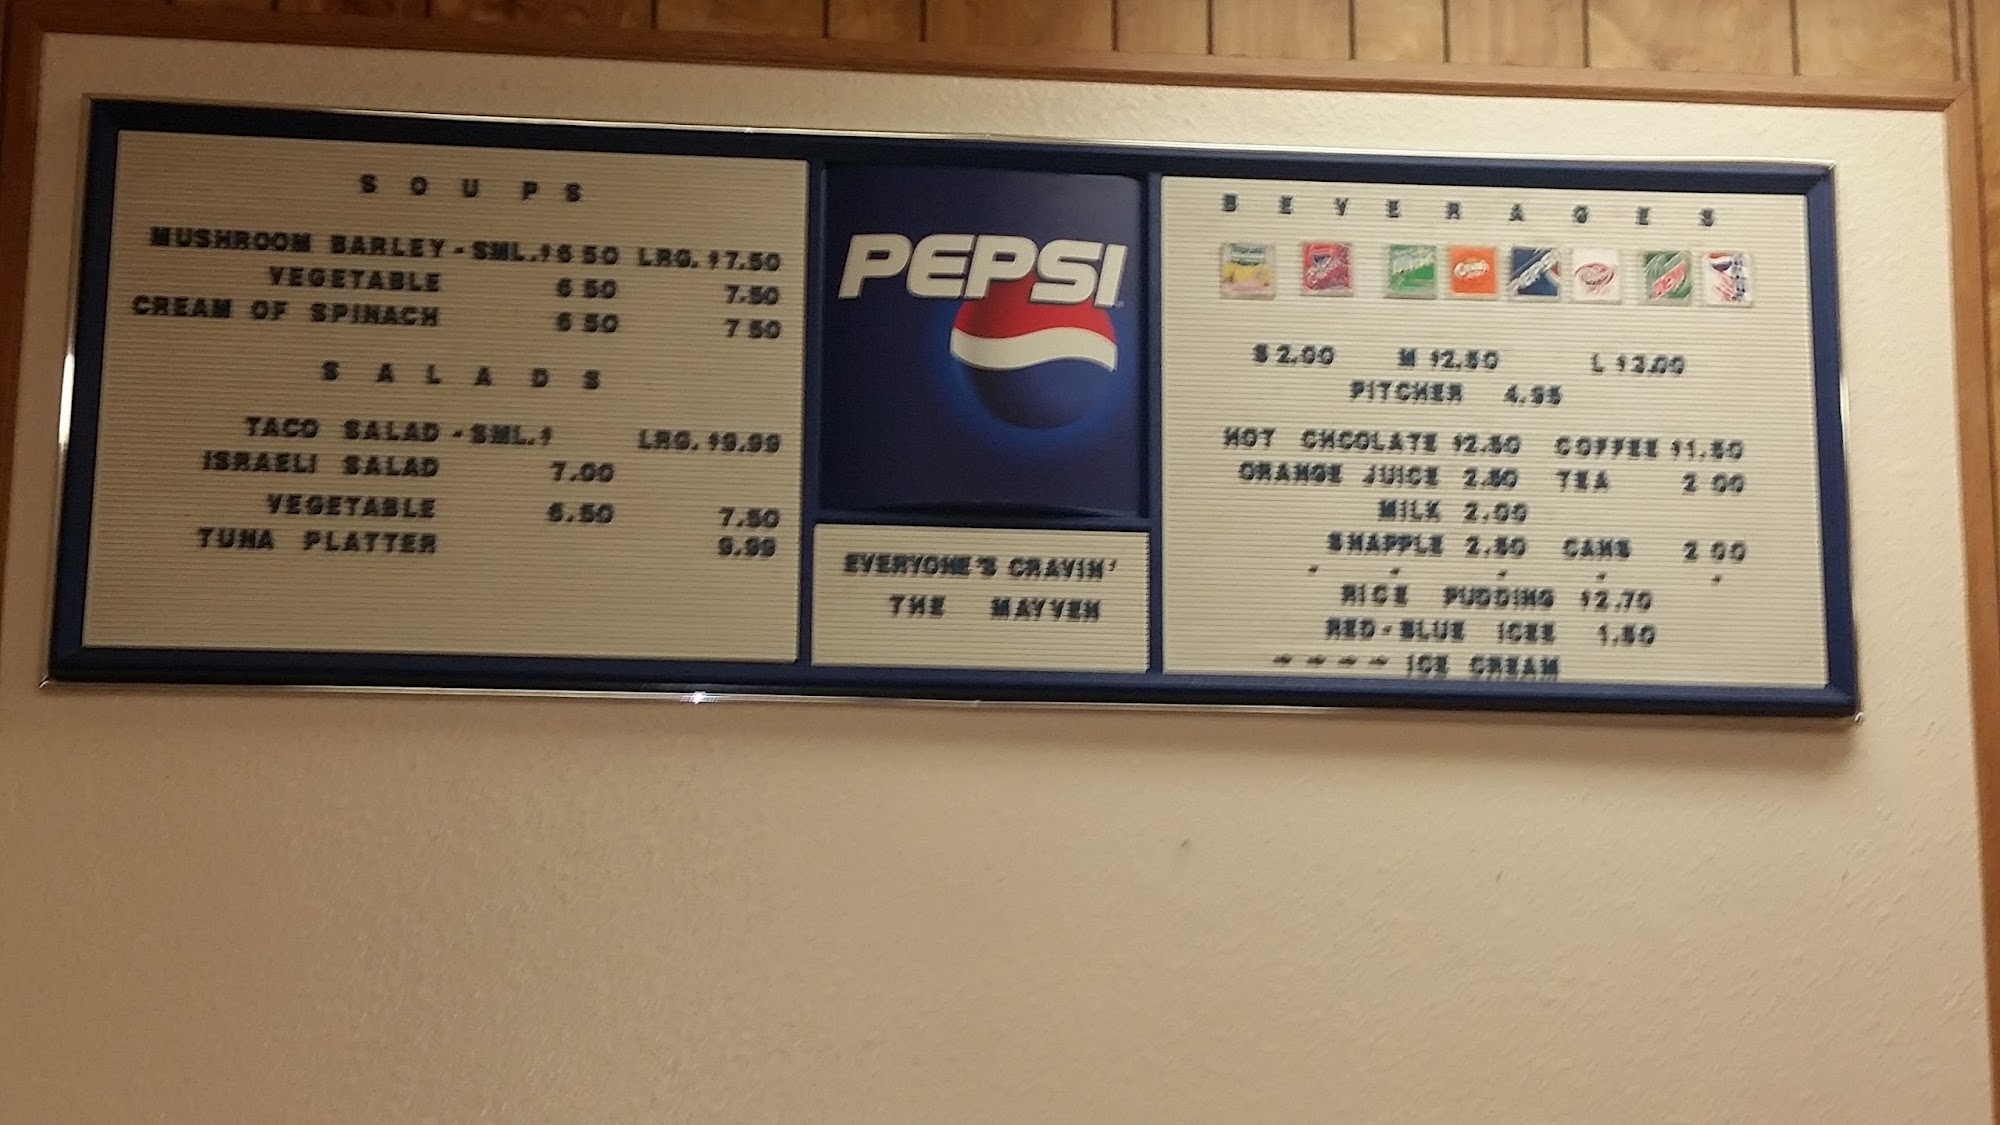 SOUPS
MUSHROOM BARLEY - SML. $6 50 LRG. $7.50
VEGETABLE 6 50 7.50
CREAM OF SPINACH 6 50 7 50
SALADS
TACO SALAD - SML. $ LRG. $9.99
ISRAELI SALAD 7.00
VEGETABLE 6.50 7.50
TUNA PLATTER 9.99
PEPSI
EVERYONE'S CRAVIN'
THE MAYVEN
BEVERAGES
S 2.00 M $2.50 L $3.00
PITCHER 4.95
HOT CHCOLATE $2.50 COFFEE $1.50
ORANGE JUICE 2.50 TEA 2 00
MILK 2.00
SNAPPLE 2.50 CANS 2 00
RICE PUDDING $2.70
RED-BLUE ICEE 1.50
~ ~ ~ ~ ICE CREAM